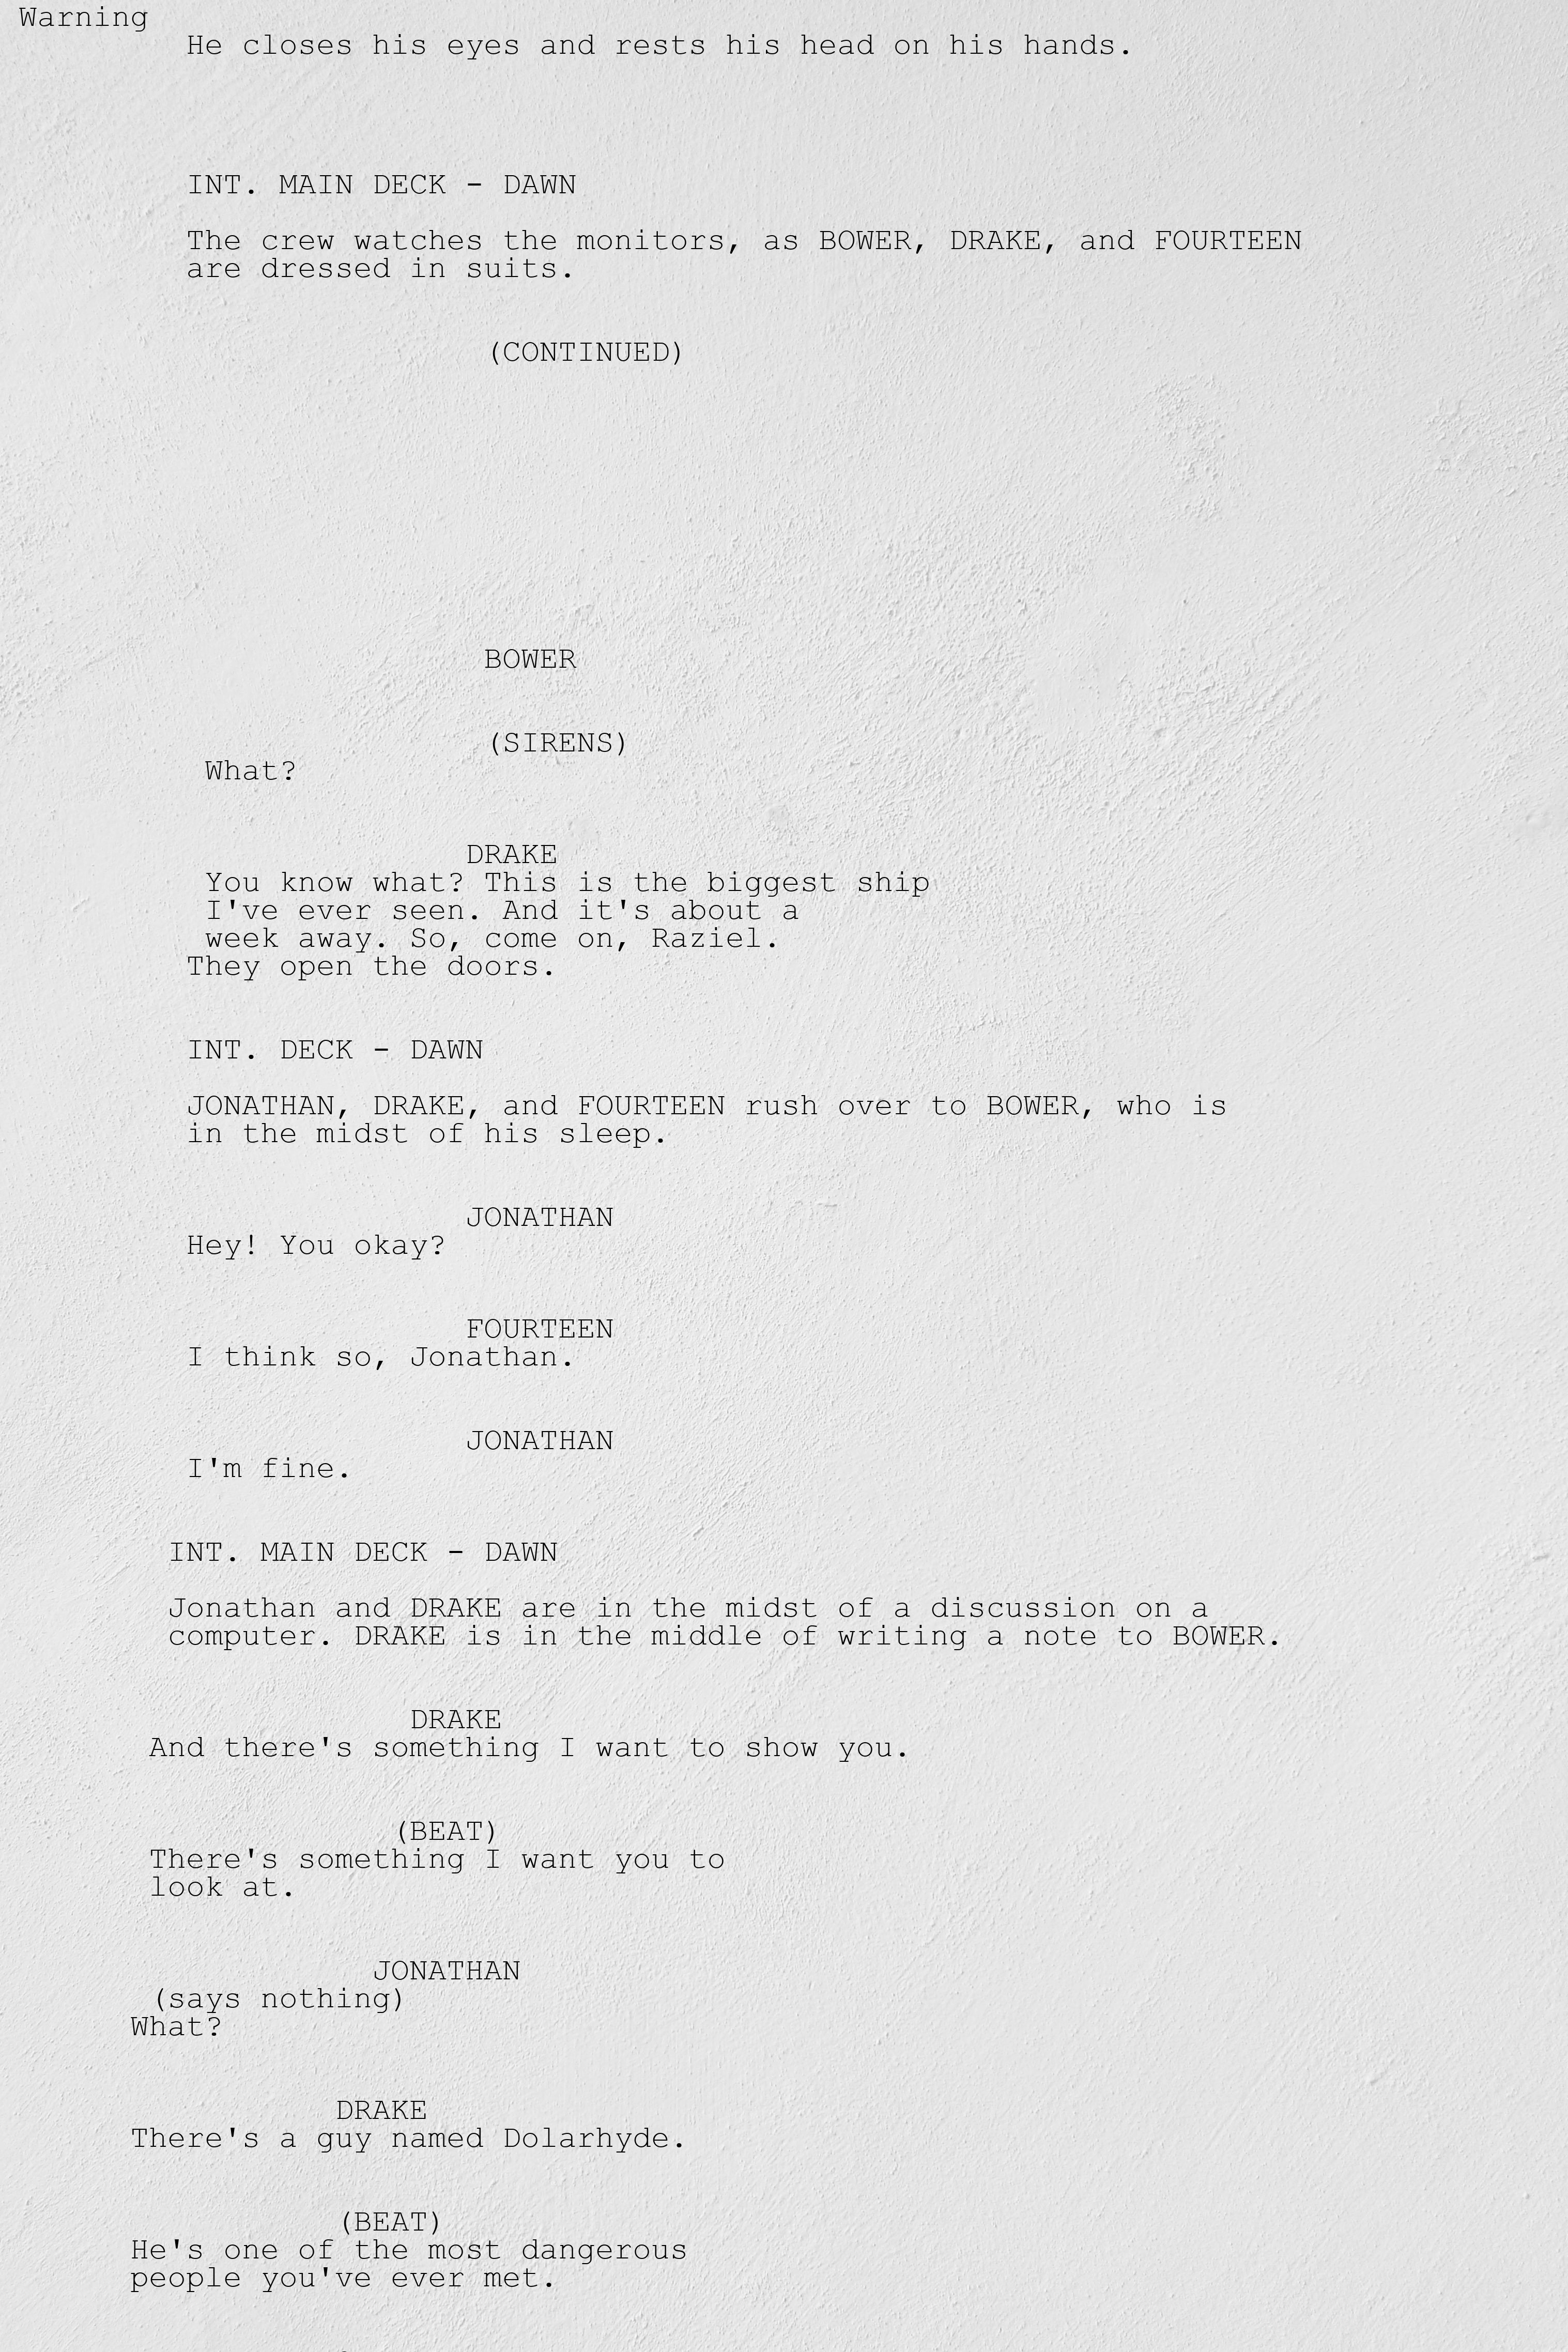 Warning
He closes his eyes and rests his head on his hands.
INT. MAIN DECK - DAWN
The crew watches the monitors, as BOWER, DRAKE, and FOURTEEN
are dressed in suits.
(CONTINUED)
BOWER
(SIRENS)
What?
DRAKE
You know what? This is the biggest ship
I've ever seen. And it's about a
week away. So, come on, Raziel.
They open the doors.
INT. DECK - DAWN
JONATHAN, DRAKE, and FOURTEEN rush over to BOWER, who is
in the midst of his sleep.
JONATHAN
Hey! You okay?
FOURTEEN
I think so, Jonathan.
JONATHAN
I'm fine.
INT. MAIN DECK - DAWN
Jonathan and DRAKE are in the midst of a discussion on a
computer. DRAKE is in the middle of writing a note to BOWER.
DRAKE
And there's something I want to show you.
(BEAT)
There's something I want you to
look at.
JONATHAN
(says nothing)
What?
DRAKE
There's a guy named Dolarhyde.
(BEAT)
He's one of the most dangerous
people you've ever met.